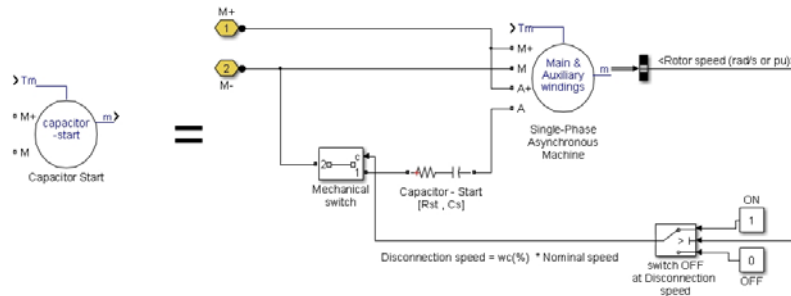 Tm
M+
M
capacitor
-start
m
Capacitor Start
=
M+
1
2
M-
Tm
M+
M
A+
A
Main &
Auxiliary
windings
m
Single-Phase
Asynchronous
Machine
<Rotor speed (rad/s or pu)
2
c
1
Mechanical
switch
Capacitor - Start
[Rst , Cs]
Disconnection speed = wc(%) * Nominal speed
>
switch OFF
at Disconnection
speed
ON
1
0
OFF